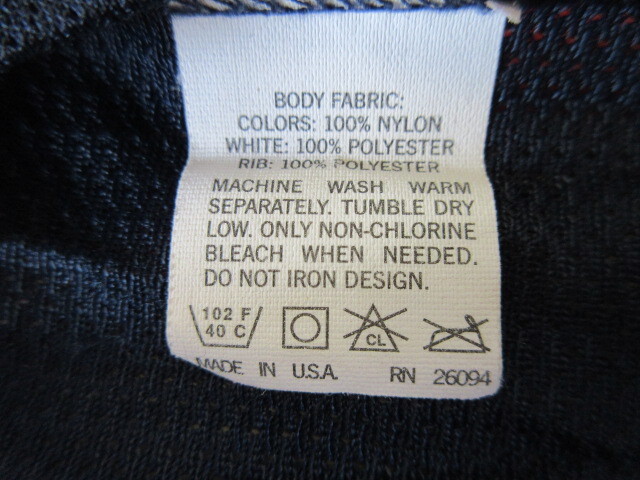 BODY FABRIC:
COLORS: 100% NYLON
WHITE: 100% POLYESTER
RIB: 100% POLYESTER
MACHINE WASH WARM
SEPARATELY. TUMBLE DRY
LOW. ONLY NON-CHLORINE
BLEACH WHEN NEEDED.
DO NOT IRON DESIGN.
102 F
40 C
CL
MADE IN U.S.A. RN 26094